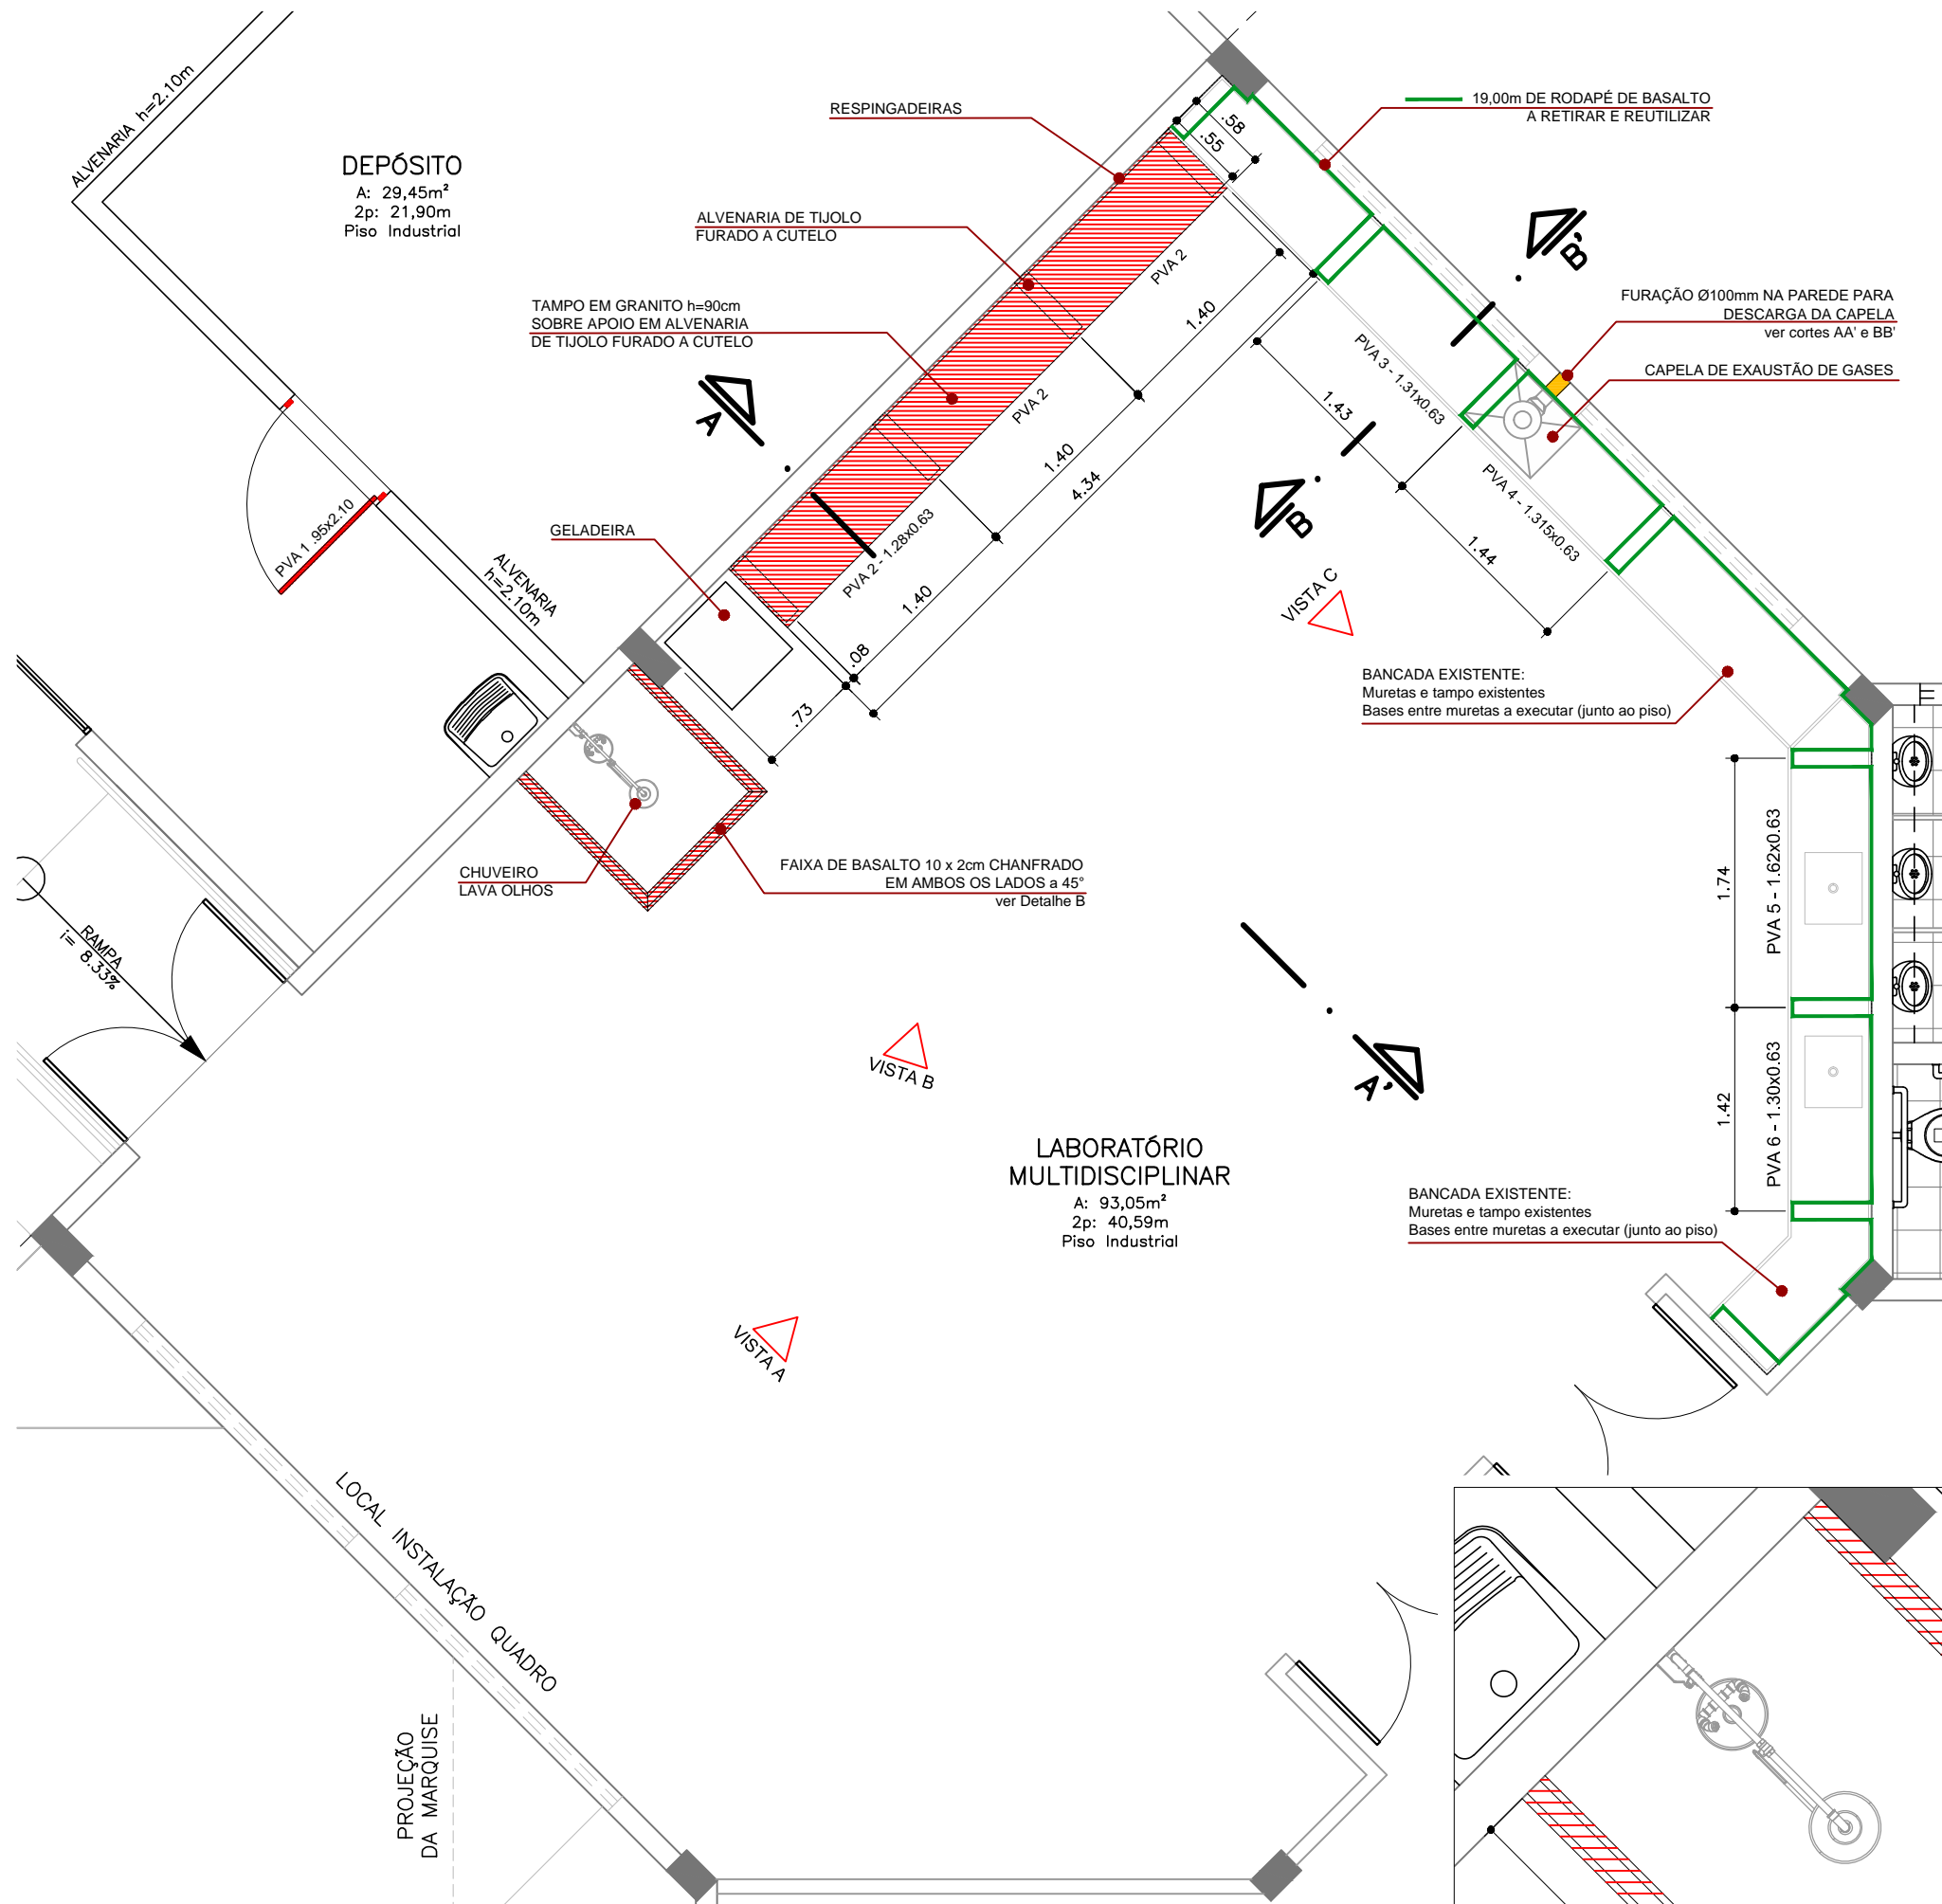 ALVENARIA h=2.10m
DEPÓSITO
A: 29,45m²
2p: 21,90m
Piso Industrial
RESPINGADEIRAS
ALVENARIA DE TIJOLO
FURADO A CUTELO
TAMPO EM GRANITO h=90cm
SOBRE APOIO EM ALVENARIA
DE TIJOLO FURADO A CUTELO
GELADEIRA
19,00m DE RODAPÉ DE BASALTO
A RETIRAR E REUTILIZAR
FURAÇÃO Ø100mm NA PAREDE PARA
DESCARGA DA CAPELA
ver cortes AA' e BB'
CAPELA DE EXAUSTÃO DE GASES
.58
.55
PVA 2
1.40
PVA 2
1.40
4.34
PVA 2 - 1.28x0.63
1.40
.08
.73
A
B'
B
PVA 3 - 1.31x0.63
1.43
PVA 4 - 1.315x0.63
1.44
VISTA C
PVA 1 .95x2.10
ALVENARIA
h=2.10m
BANCADA EXISTENTE:
Muretas e tampo existentes
Bases entre muretas a executar (junto ao piso)
CHUVEIRO
LAVA OLHOS
FAIXA DE BASALTO 10 x 2cm CHANFRADO
EM AMBOS OS LADOS a 45°
ver Detalhe B
RAMPA
i= 8.33%
1.74
PVA 5 - 1.62x0.63
1.42
PVA 6 - 1.30x0.63
VISTA B
A'
LABORATÓRIO
MULTIDISCIPLINAR
A: 93,05m²
2p: 40,59m
Piso Industrial
BANCADA EXISTENTE:
Muretas e tampo existentes
Bases entre muretas a executar (junto ao piso)
VISTA A
LOCAL INSTALAÇÃO QUADRO
PROJEÇÃO
DA MARQUISE